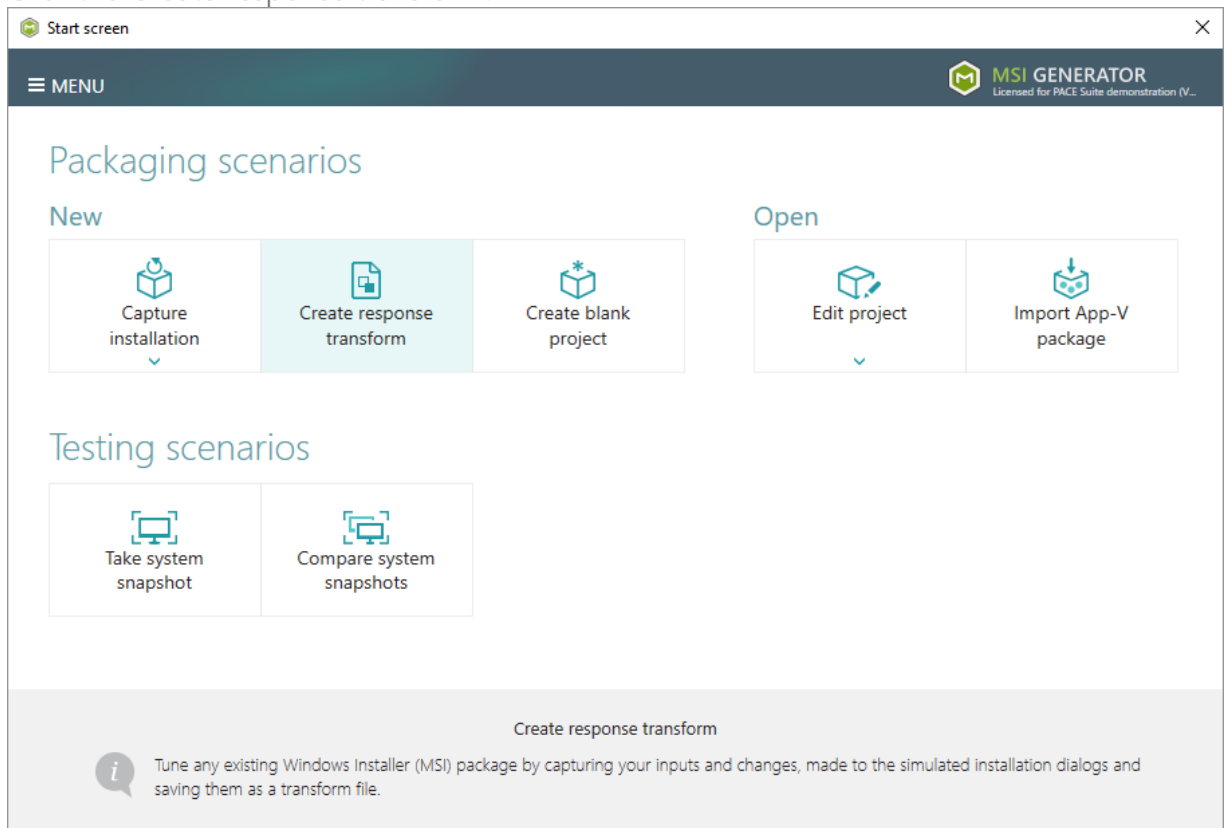 Start screen
MENU
MSI GENERATOR
Licensed for PACE Suite demonstration (V...
Packaging scenarios
New
Open
Capture
installation
Create response
transform
Create blank
project
Edit project
Import App-V
package
Testing scenarios
Take system
snapshot
Compare system
snapshots
Create response transform
Tune any existing Windows Installer (MSI) package by capturing your inputs and changes, made to the simulated installation dialogs and
saving them as a transform file.